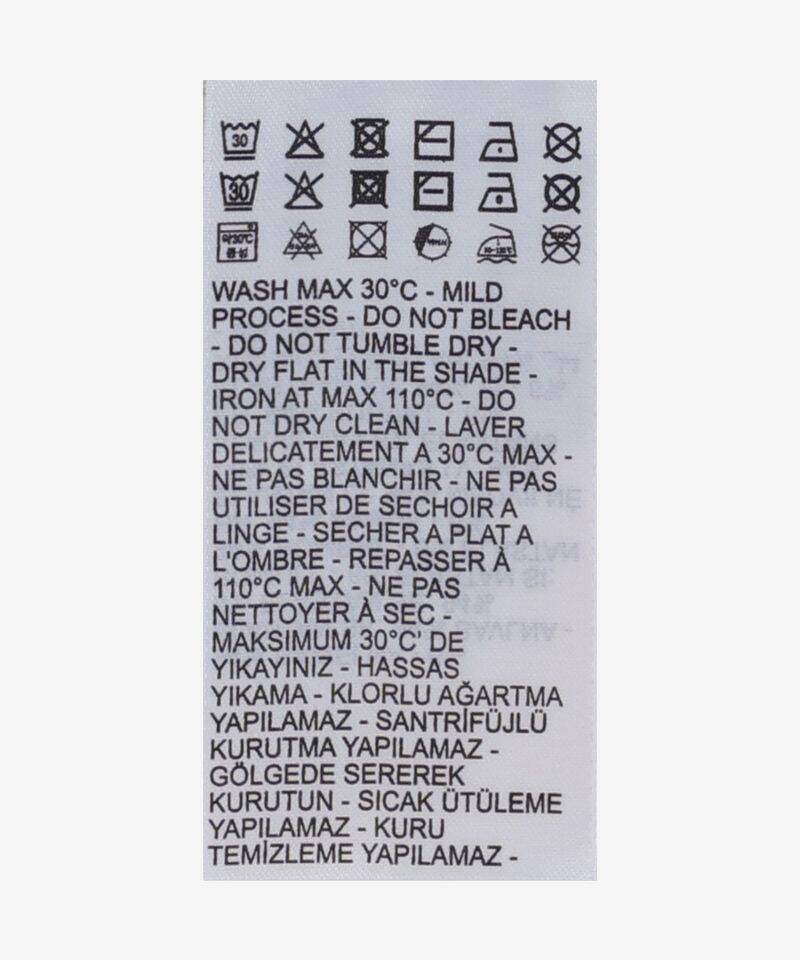 30
30
WASH MAX 30°C - MILD
PROCESS - DO NOT BLEACH
- DO NOT TUMBLE DRY -
DRY FLAT IN THE SHADE -
IRON AT MAX 110°C - DO
NOT DRY CLEAN - LAVER
DELICATEMENT A 30°C MAX -
NE PAS BLANCHIR - NE PAS
UTILISER DE SECHOIR A
LINGE - SECHER A PLAT A
L'OMBRE - REPASSER À
110°C MAX - NE PAS
NETTOYER À SEC -
MAKSIMUM 30°C' DE
YIKAYINIZ - HASSAS
YIKAMA - KLORLU AĞARTMA
YAPILAMAZ - SANTRİFÜJLÜ
KURUTMA YAPILAMAZ -
GÖLGEDE SEREREK
KURUTUN - SICAK ÜTÜLEME
YAPILAMAZ - KURU
TEMİZLEME YAPILAMAZ -